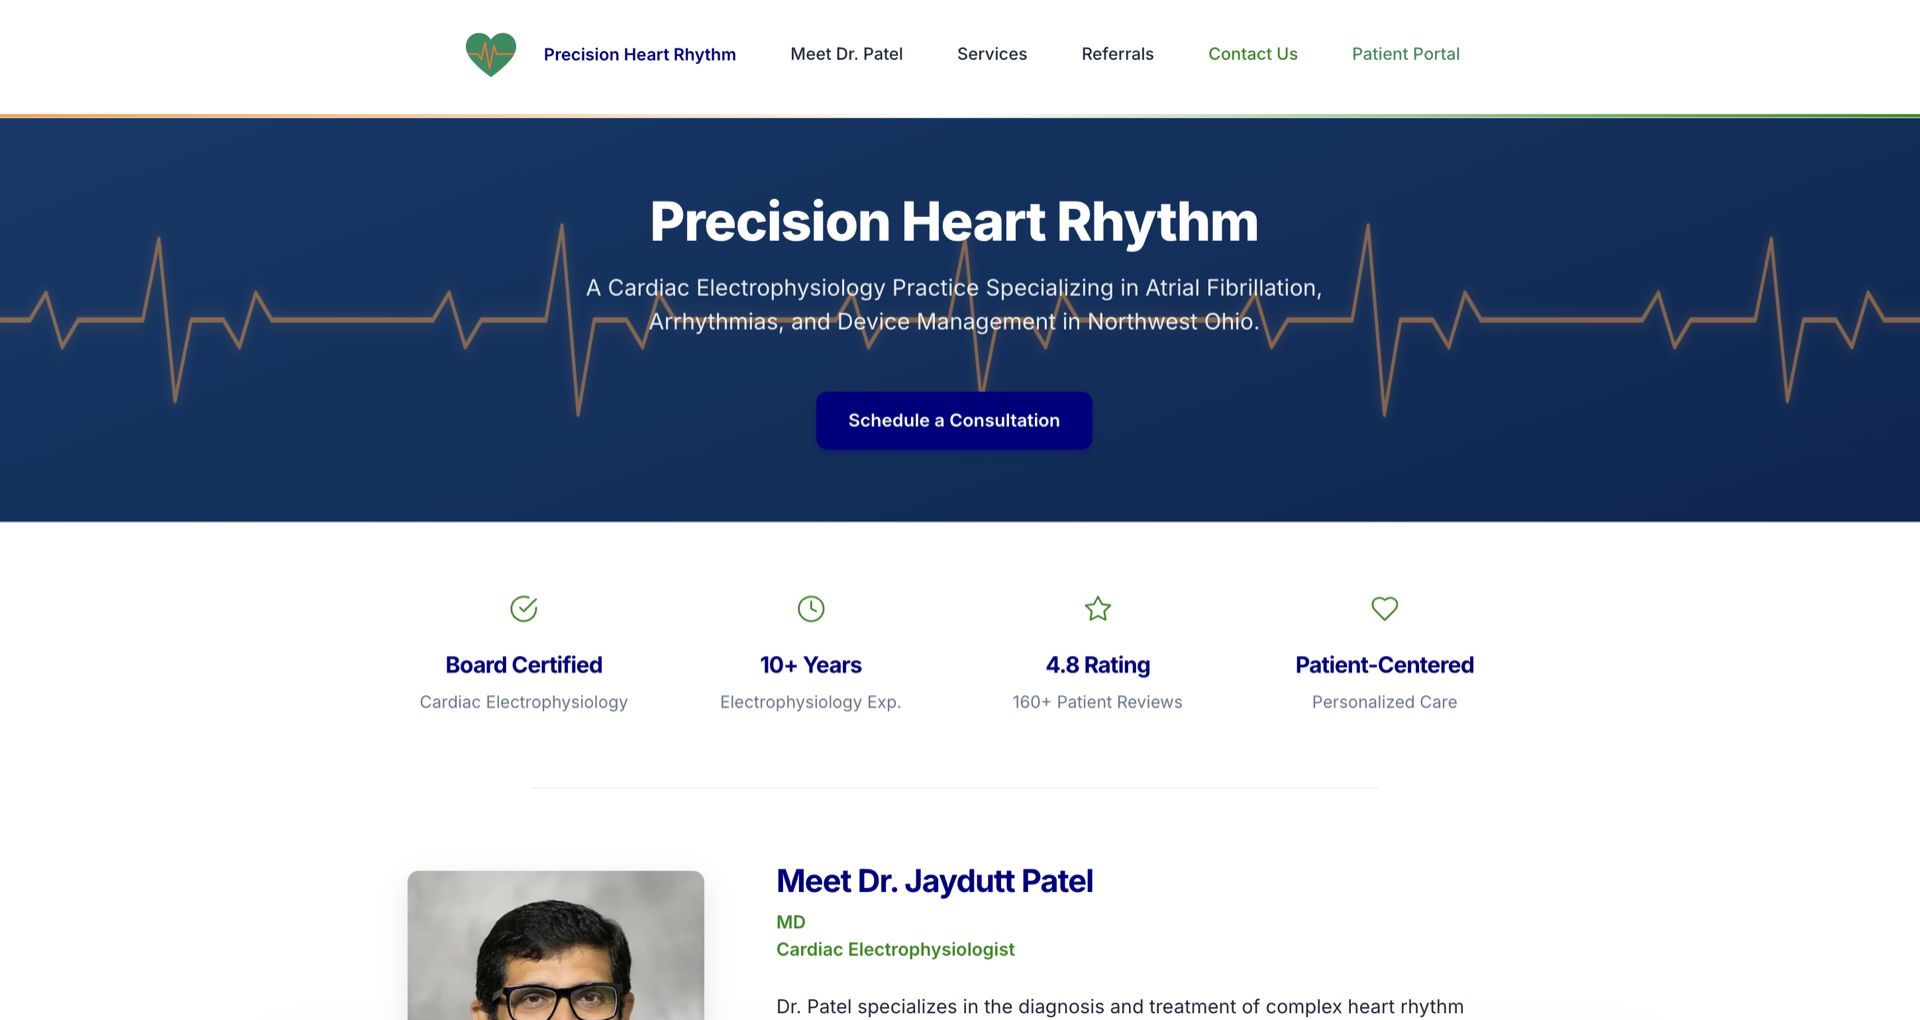 Precision Heart Rhythm
Meet Dr. Patel
Services
Referrals
Contact Us
Patient Portal
Precision Heart Rhythm
A Cardiac Electrophysiology Practice Specializing in Atrial Fibrillation,
Arrhythmias, and Device Management in Northwest Ohio.
Schedule a Consultation
Board Certified
Cardiac Electrophysiology
10+ Years
Electrophysiology Exp.
4.8 Rating
160+ Patient Reviews
Patient-Centered
Personalized Care
Meet Dr. Jaydutt Patel
MD
Cardiac Electrophysiologist
Dr. Patel specializes in the diagnosis and treatment of complex heart rhythm